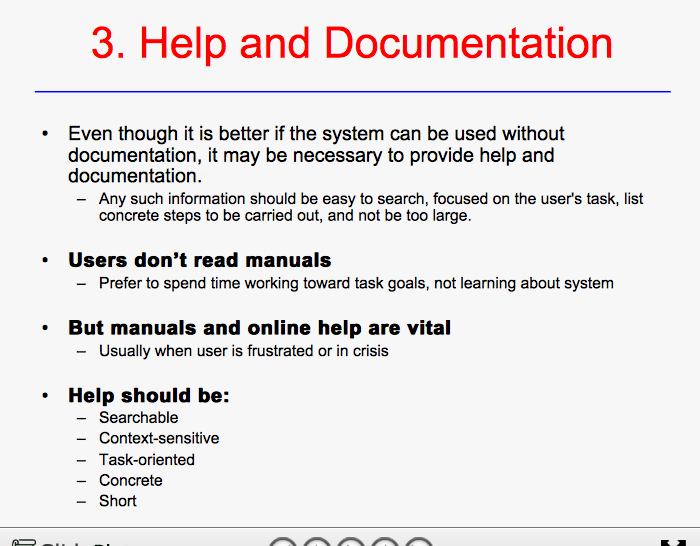 3. Help and Documentation
• Even though it is better if the system can be used without
documentation, it may be necessary to provide help and
documentation.
– Any such information should be easy to search, focused on the user's task, list
concrete steps to be carried out, and not be too large.
• Users don’t read manuals
– Prefer to spend time working toward task goals, not learning about system
• But manuals and online help are vital
– Usually when user is frustrated or in crisis
• Help should be:
– Searchable
– Context-sensitive
– Task-oriented
– Concrete
– Short